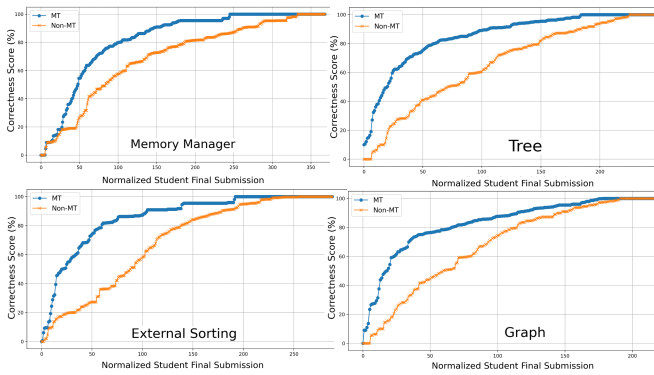 100
80
60
40
20
0
Correctness Score (%)
MT
Non-MT
Memory Manager
0 50 100 150 200 250 300 350
Normalized Student Final Submission
100
80
60
40
20
0
Correctness Score (%)
MT
Non-MT
Tree
0 50 100 150 200
Normalized Student Final Submission
100
80
60
40
20
0
Correctness Score (%)
MT
Non-MT
External Sorting
0 50 100 150 200 250
Normalized Student Final Submission
100
80
60
40
20
0
Correctness Score (%)
MT
Non-MT
Graph
0 50 100 150 200
Normalized Student Final Submission